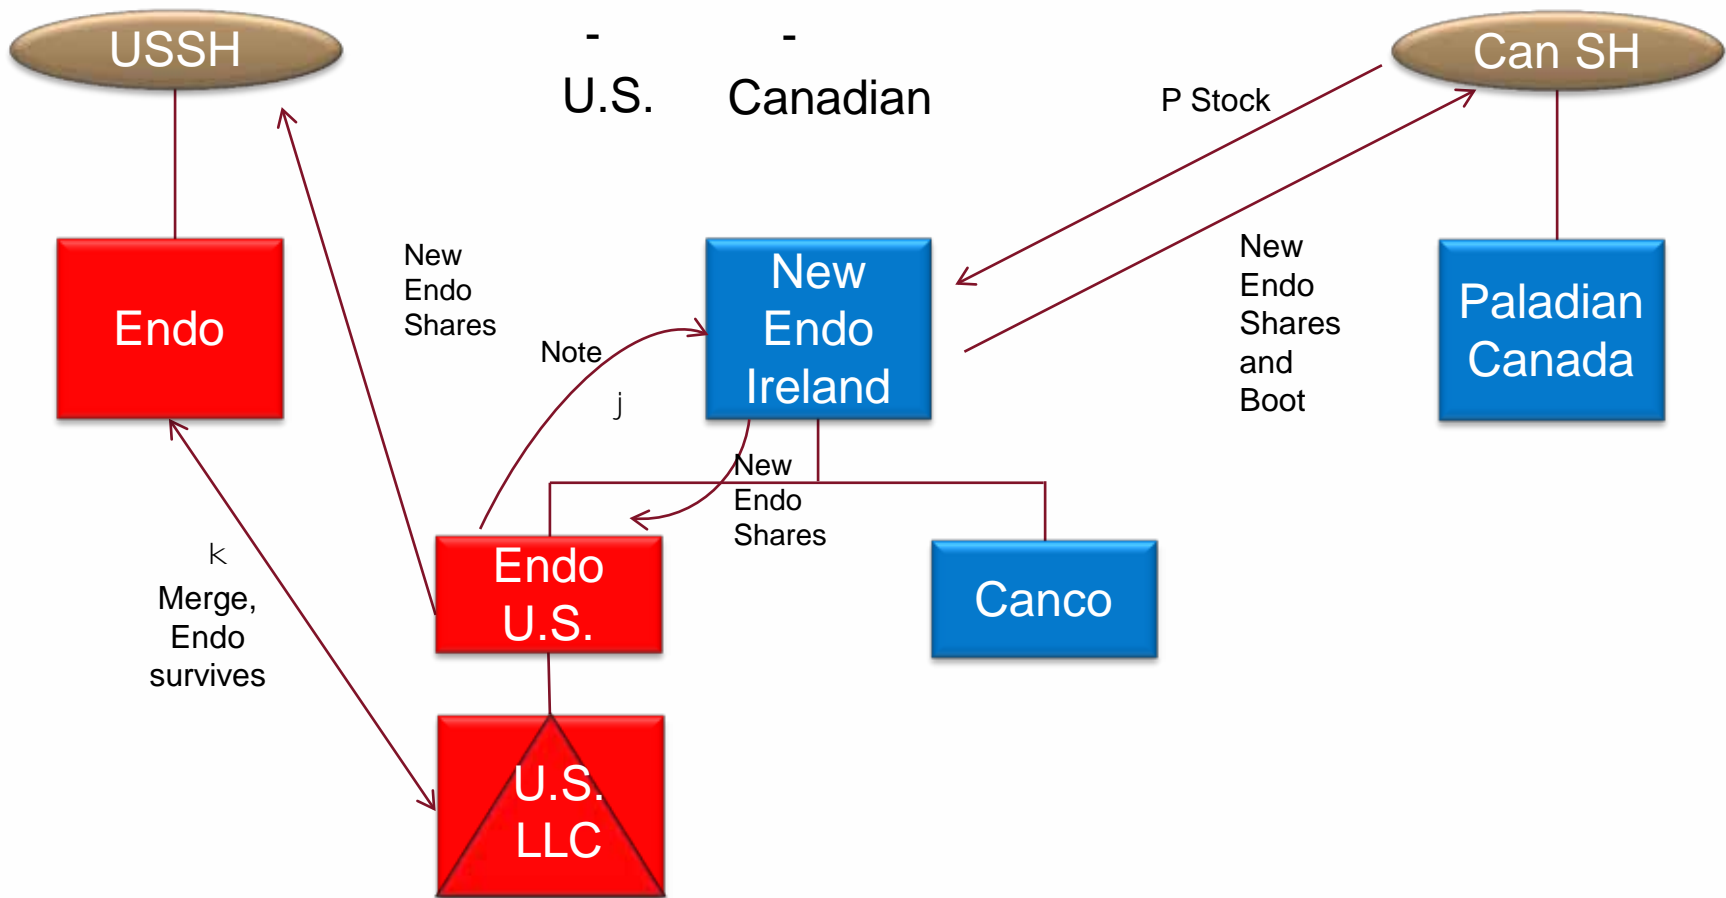 USSH
-
-
Can SH
U.S.
Canadian
P Stock
Endo
New
Endo
Shares
Note
j
New
Endo
Ireland
New
Endo
Shares
and
Boot
Paladian
Canada
New
Endo
Shares
k
Merge,
Endo
survives
Endo
U.S.
Canco
U.S.
LLC